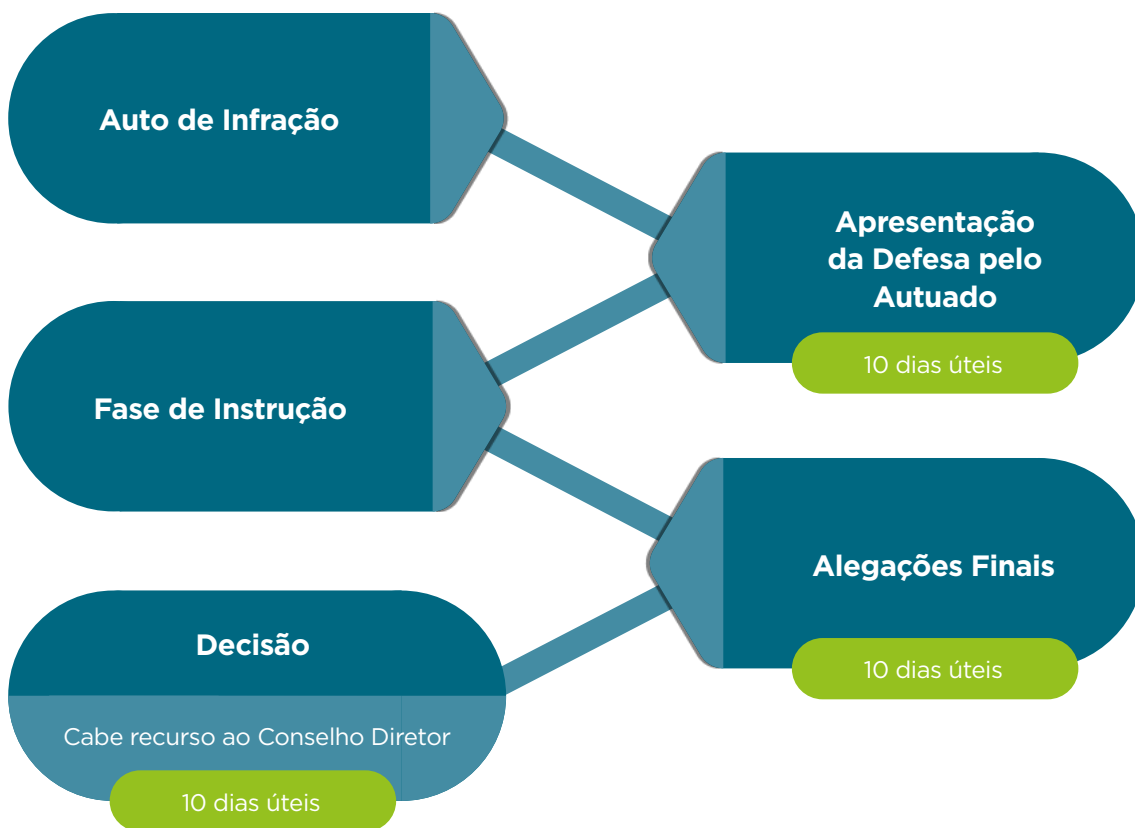 Auto de Infração
Apresentação
da Defesa pelo
Autuado
10 dias úteis
Fase de Instrução
Alegações Finais
10 dias úteis
Decisão
Cabe recurso ao Conselho Diretor
10 dias úteis